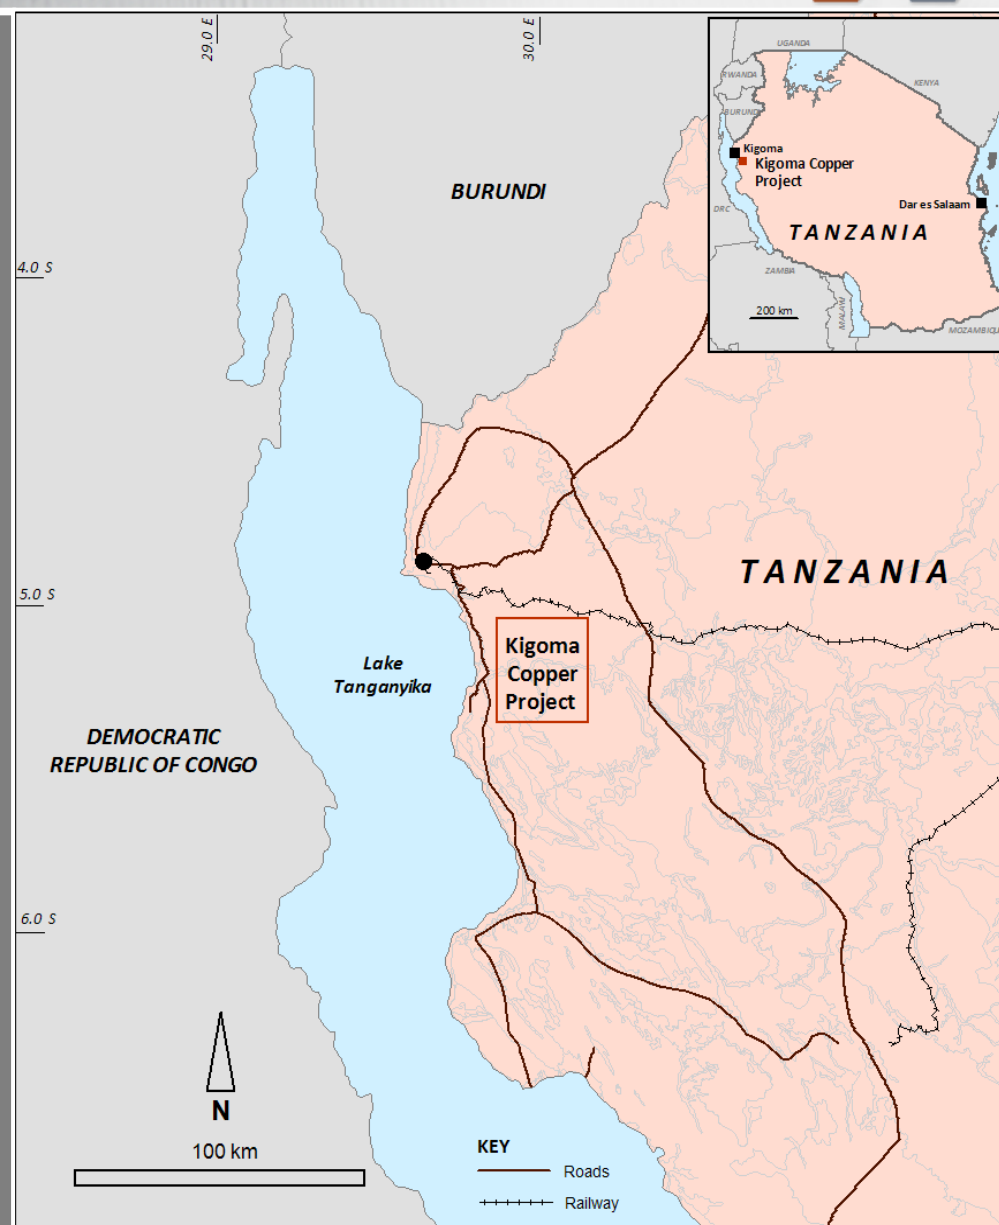 29.0 E
30.0 E
4.0 S
5.0 S
6.0 S
BURUNDI
TANZANIA
Kigoma
Copper
Project
Lake
Tanganyika
DEMOCRATIC
REPUBLIC OF CONGO
N
100 km
KEY
Roads
Railway
UGANDA
RWANDA
KENYA
BURUNDI
Kigoma
Kigoma Copper
Project
DRC
Dar es Salaam
TANZANIA
ZAMBIA
MALAWI
200 km
MOZAMBIQU